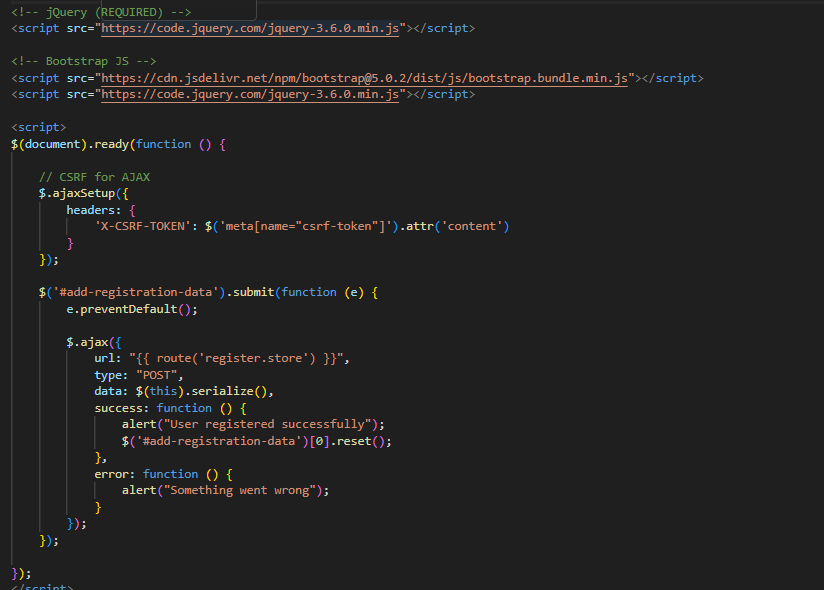 <!-- jQuery (REQUIRED) -->
<script src="https://code.jquery.com/jquery-3.6.0.min.js"></script>
<!-- Bootstrap JS -->
<script src="https://cdn.jsdelivr.net/npm/bootstrap@5.0.2/dist/js/bootstrap.bundle.min.js"></script>
<script src="https://code.jquery.com/jquery-3.6.0.min.js"></script>
<script>
$(document).ready(function () {
// CSRF for AJAX
$.ajaxSetup({
headers: {
'X-CSRF-TOKEN': $('meta[name="csrf-token"]').attr('content')
}
});
$('#add-registration-data').submit(function (e) {
e.preventDefault();
$.ajax({
url: "{{ route('register.store') }}",
type: "POST",
data: $(this).serialize(),
success: function () {
alert("User registered successfully");
$('#add-registration-data')[0].reset();
},
error: function () {
alert("Something went wrong");
}
});
});
});
</script>